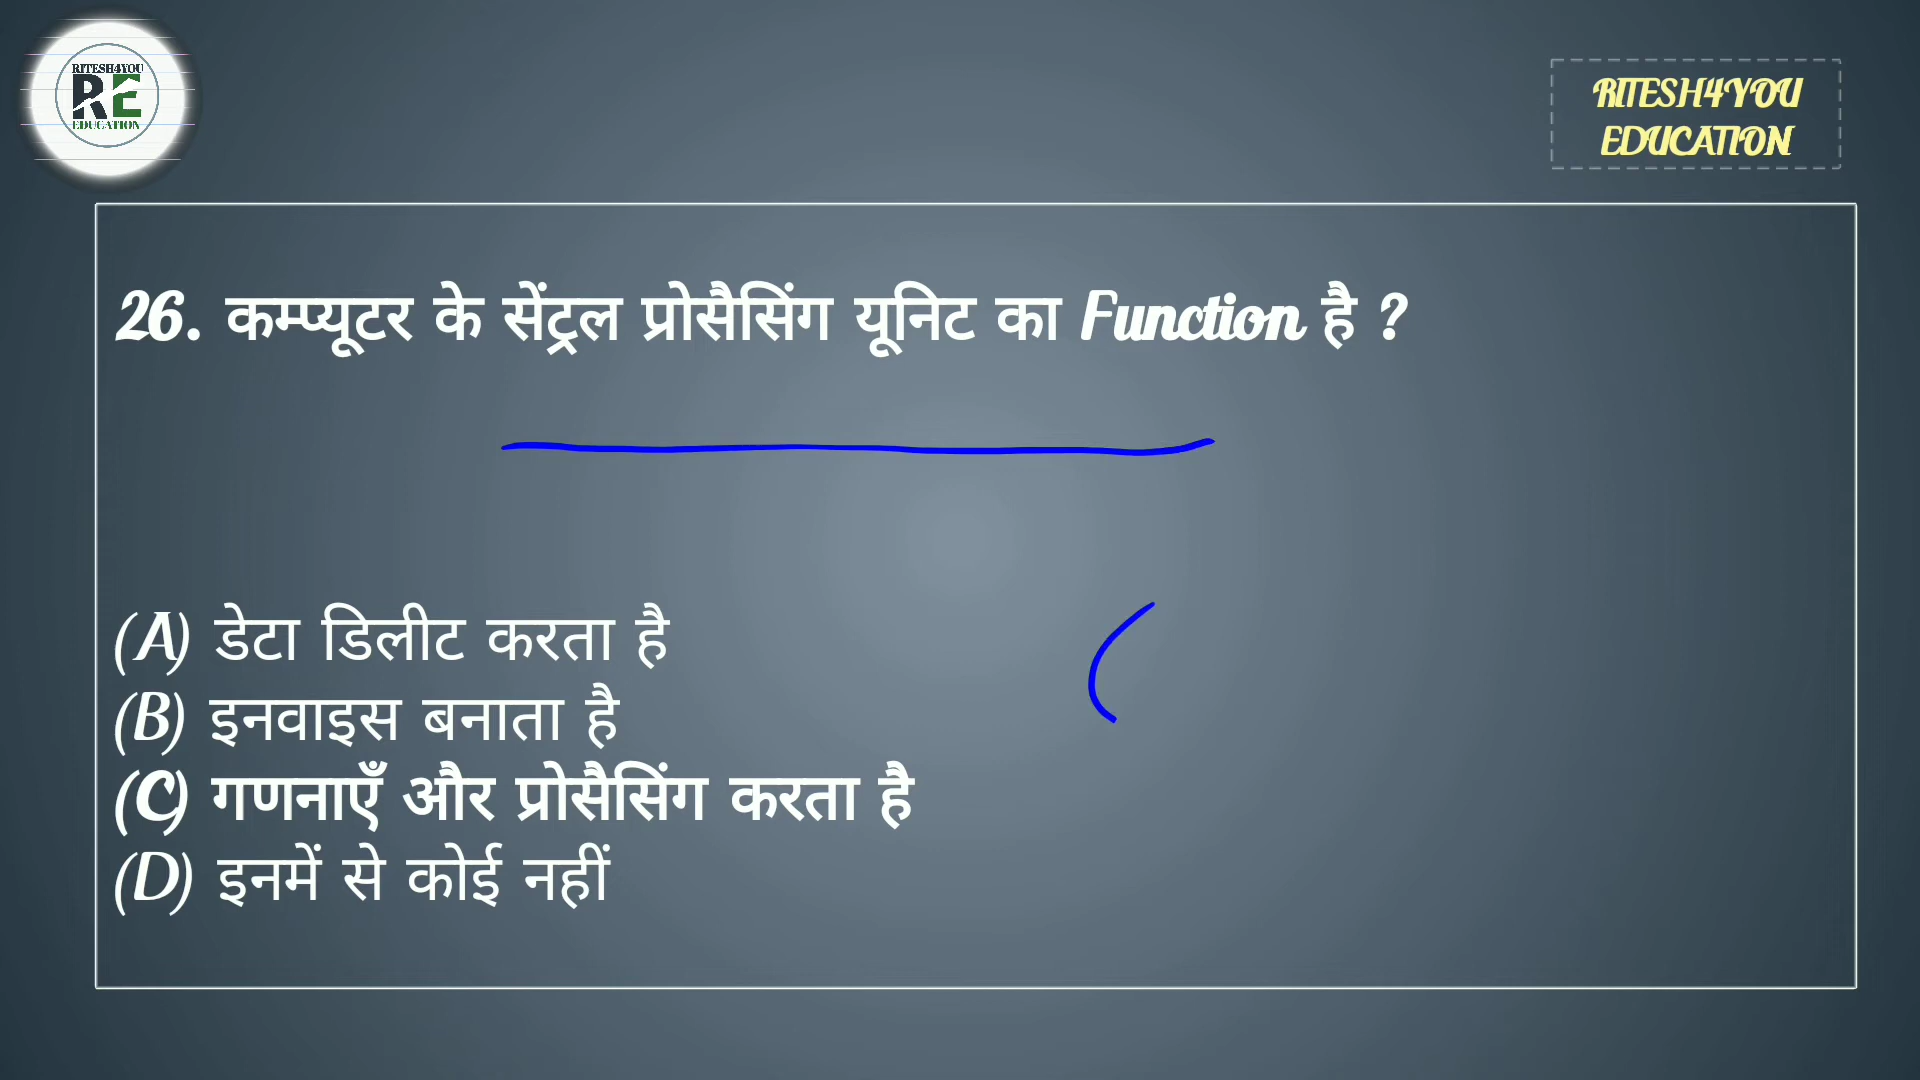 RITESH4YOU
RE
EDUCATION
RITESH4YOU
EDUCATION
26. कम्प्यूटर के सेंट्रल प्रोसैसिंग यूनिट का Function है ?
(A) डेटा डिलीट करता है
(B) इनवाइस बनाता है
(C) गणनाएँ और प्रोसैसिंग करता है
(D) इनमें से कोई नहीं